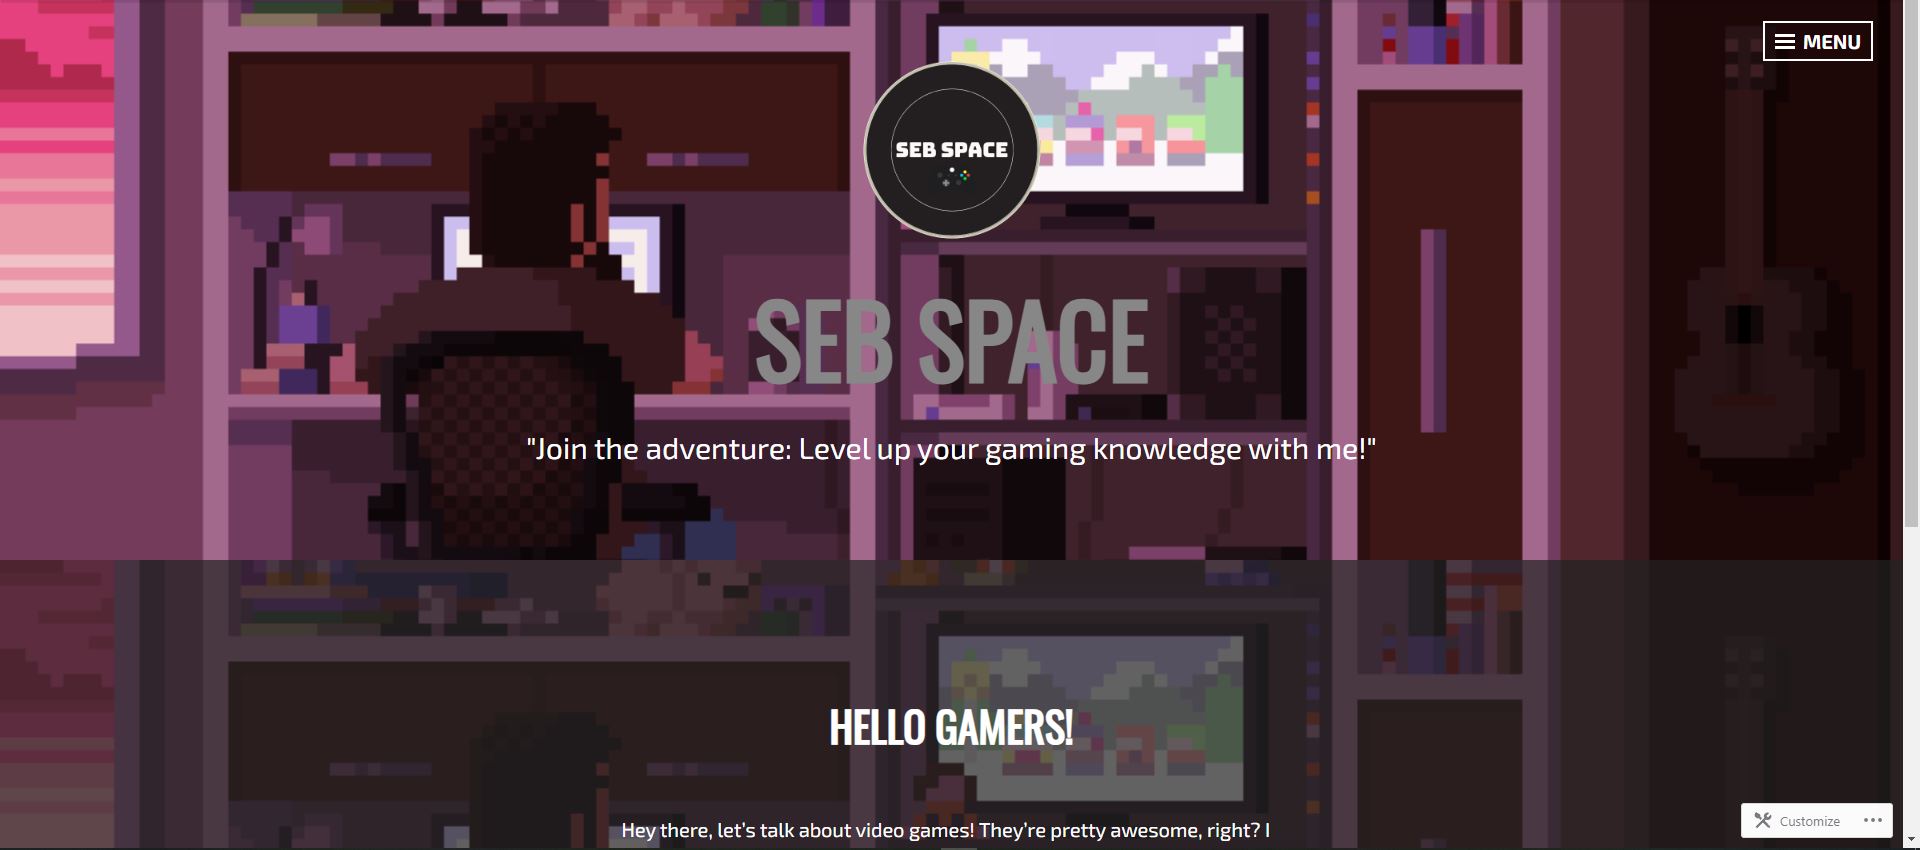 MENU
SEB SPACE
SEB SPACE
"Join the adventure: Level up your gaming knowledge with me!"
HELLO GAMERS!
Hey there, let’s talk about video games! They’re pretty awesome, right? I
Customize